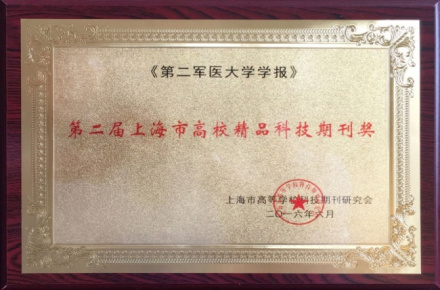 《第二军医大学学报》
第二届上海市高校精品科技期刊奖
上海市高等学校科技期刊研究会
二〇一六年六月